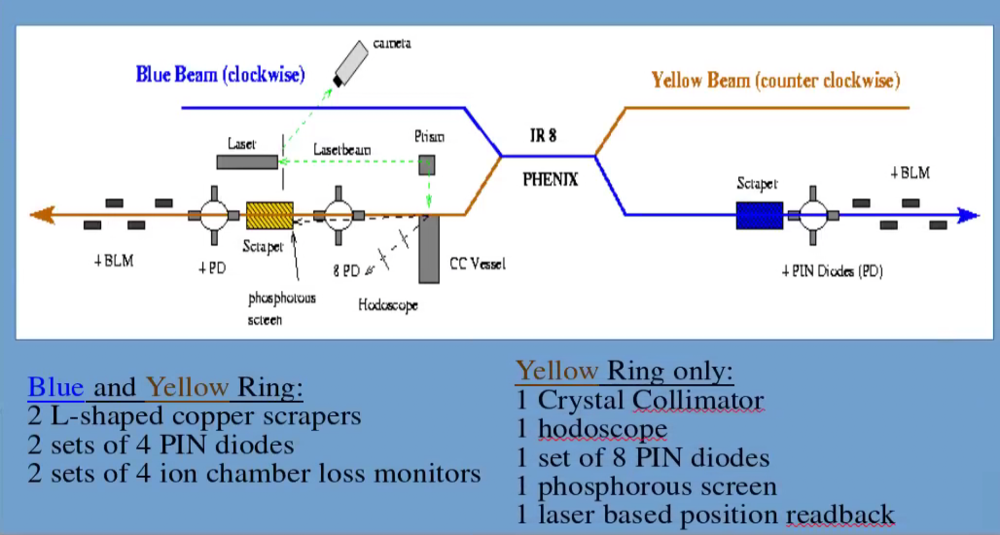 camera
Blue Beam (clockwise)
Yellow Beam (counter clockwise)
Laser
Laserbeam
Prism
IR 8
PHENIX
Scraper
4 BLM
Scraper
4 BLM
4 PD
8 PD
CC Vessel
4 PIN Diodes (PD)
phosphorous
screen
Hodoscope
Blue and Yellow Ring:
2 L-shaped copper scrapers
2 sets of 4 PIN diodes
2 sets of 4 ion chamber loss monitors
Yellow Ring only:
1 Crystal Collimator
1 hodoscope
1 set of 8 PIN diodes
1 phosphorous screen
1 laser based position readback